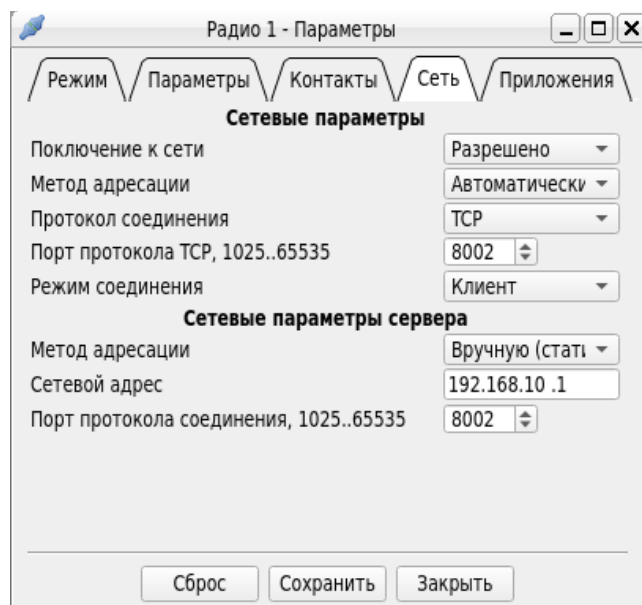 Радио 1 - Параметры
Режим Параметры Контакты Сеть Приложения
Сетевые параметры
Поключение к сети Разрешено
Метод адресации Автоматически
Протокол соединения TCP
Порт протокола TCP, 1025..65535 8002
Режим соединения Клиент
Сетевые параметры сервера
Метод адресации Вручную (стати
Сетевой адрес 192.168.10 .1
Порт протокола соединения, 1025..65535 8002
Сброс Сохранить Закрыть